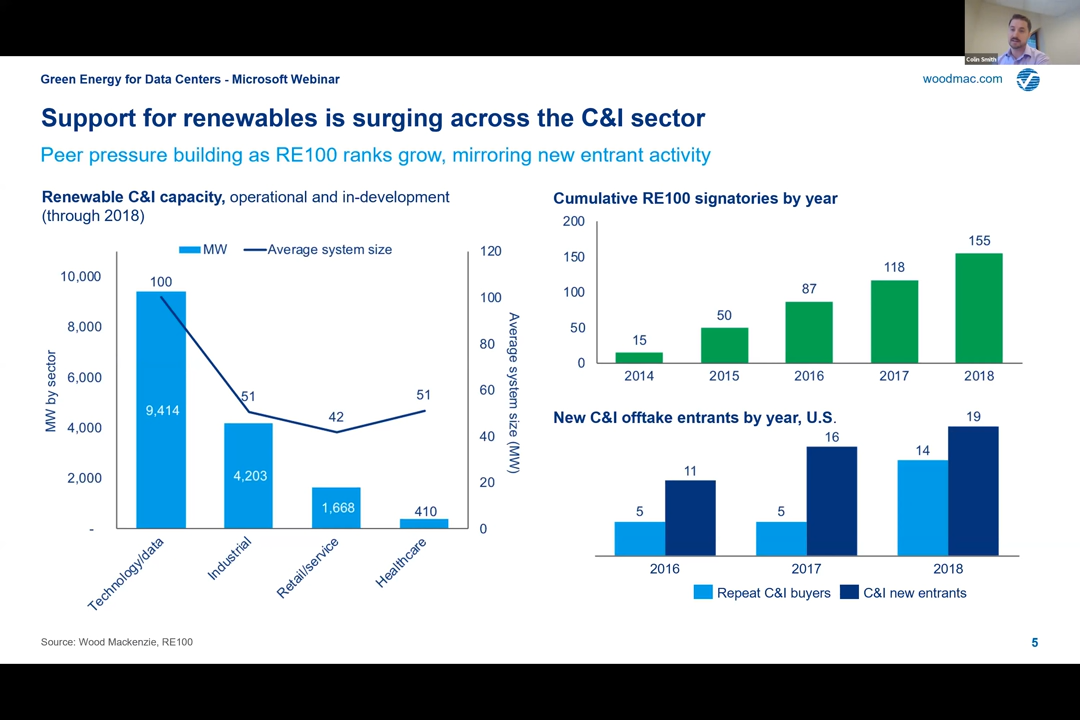 Colin Smith
Green Energy for Data Centers - Microsoft Webinar
woodmac.com
Support for renewables is surging across the C&I sector
Peer pressure building as RE100 ranks grow, mirroring new entrant activity
Renewable C&I capacity, operational and in-development
(through 2018)
MW
Average system size
MW by sector
10,000
8,000
6,000
4,000
2,000
-
120
100
80
60
40
20
0
Average system size (MW)
100
51
42
51
9,414
4,203
1,668
410
Technology/data
Industrial
Retail/service
Healthcare
Cumulative RE100 signatories by year
200
150
100
50
0
15
50
87
118
155
2014
2015
2016
2017
2018
New C&I offtake entrants by year, U.S.
5
11
5
16
14
19
2016
2017
2018
Repeat C&I buyers
C&I new entrants
Source: Wood Mackenzie, RE100
5